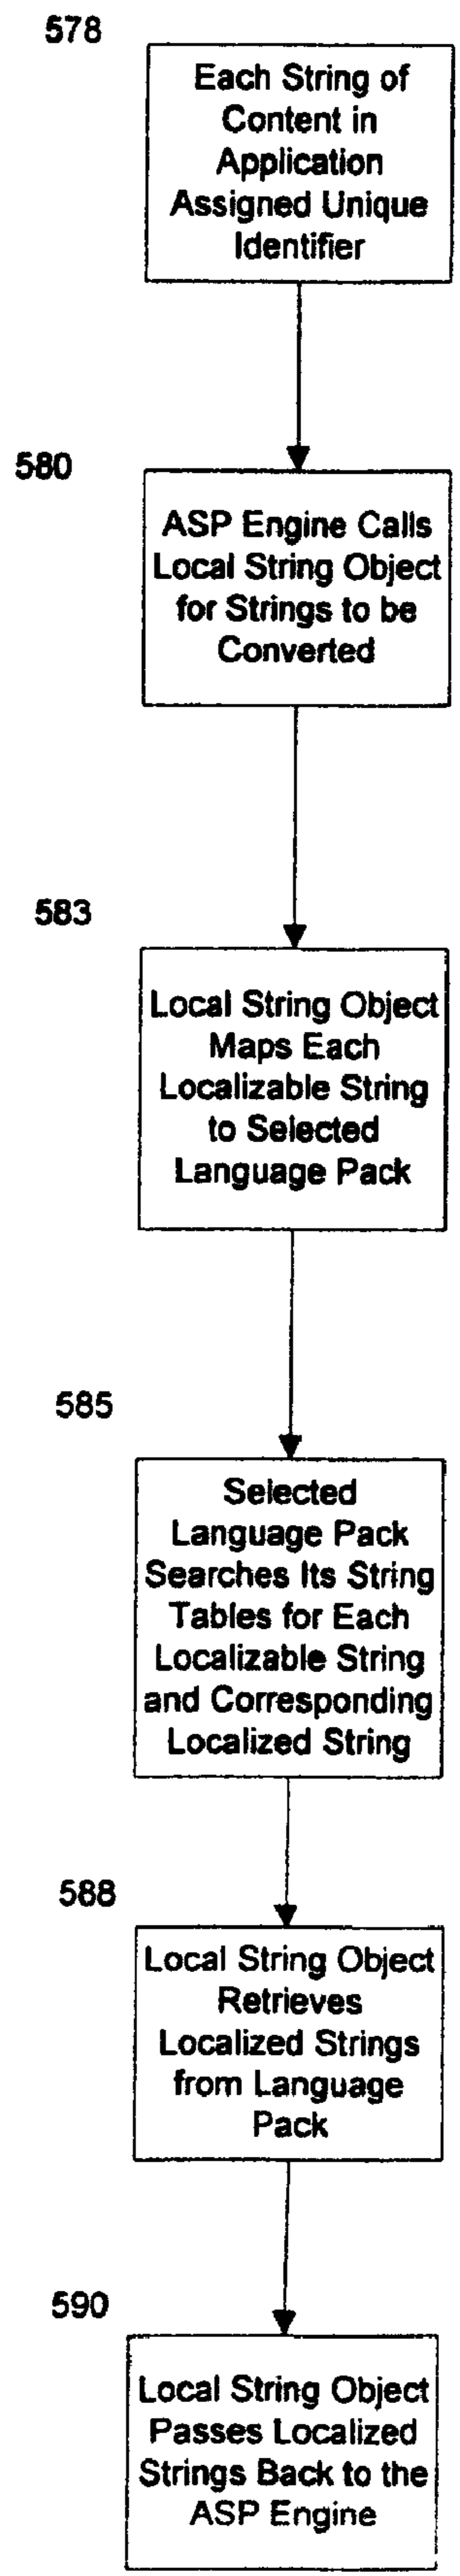 578
Each String of
Content in
Application
Assigned Unique
Identifier
580
ASP Engine Calls
Local String Object
for Strings to be
Converted
583
Local String Object
Maps Each
Localizable String
to Selected
Language Pack
585
Selected
Language Pack
Searches Its String
Tables for Each
Localizable String
and Corresponding
Localized String
588
Local String Object
Retrieves
Localized Strings
from Language
Pack
590
Local String Object
Passes Localized
Strings Back to the
ASP Engine